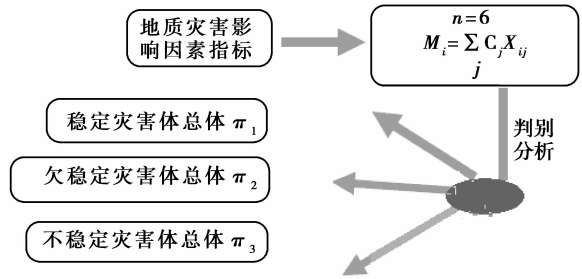 地质灾害影
响因素指标
n=6
M_i=∑C_jX_ij
j
稳定灾害体总体 π_1
欠稳定灾害体总体 π_2
不稳定灾害体总体 π_3
判别
分析